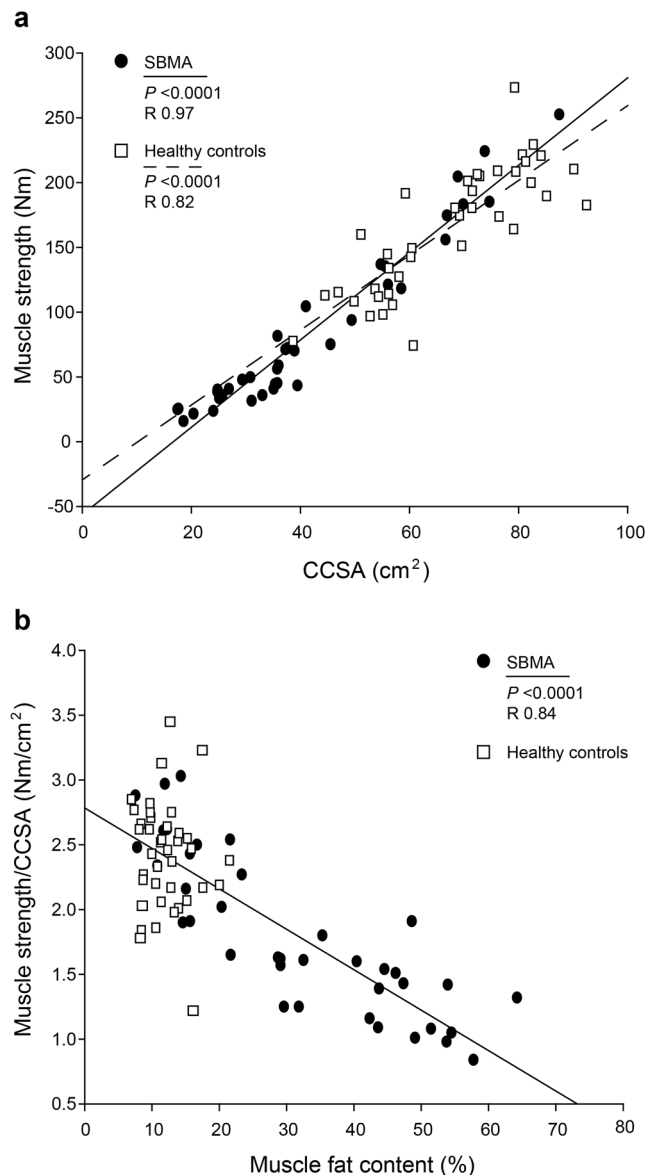 a
300
250
200
150
100
50
0
-50
Muscle strength (Nm)
SBMA
P <0.0001
R 0.97
Healthy controls
P <0.0001
R 0.82
0 20 40 60 80 100
CCSA (cm²)
b
4.0
3.5
3.0
2.5
2.0
1.5
1.0
0.5
Muscle strength/CCSA (Nm/cm²)
SBMA
P <0.0001
R 0.84
Healthy controls
0 10 20 30 40 50 60 70 80
Muscle fat content (%)